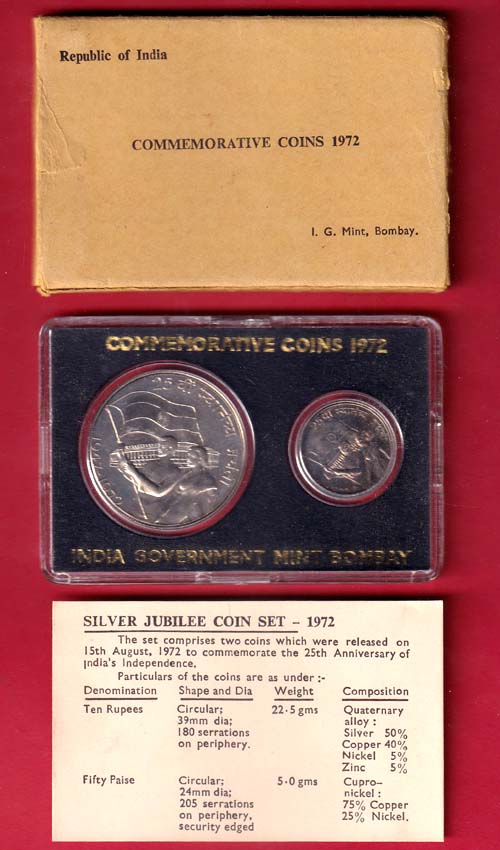 Republic of India
COMMEMORATIVE COINS 1972
I. G. Mint, Bombay.
COMMEMORATIVE COINS 1972
INDIA GOVERNMENT MINT BOMBAY
SILVER JUBILEE COIN SET - 1972
The set comprises two coins which were released on
15th August, 1972 to commemorate the 25th Anniversary of
India's Independence.
Particulars of the coins are as under :-
Denomination Shape and Dia Weight Composition
Ten Rupees Circular; 22·5 gms Quaternary
39mm dia; alloy :
180 serrations Silver 50%
on periphery. Copper 40%
Nickel 5%
Zinc 5%
Fifty Paise Circular; 5·0 gms Cupro-
24mm dia; nickel :
205 serrations 75% Copper
on periphery, 25% Nickel.
security edged